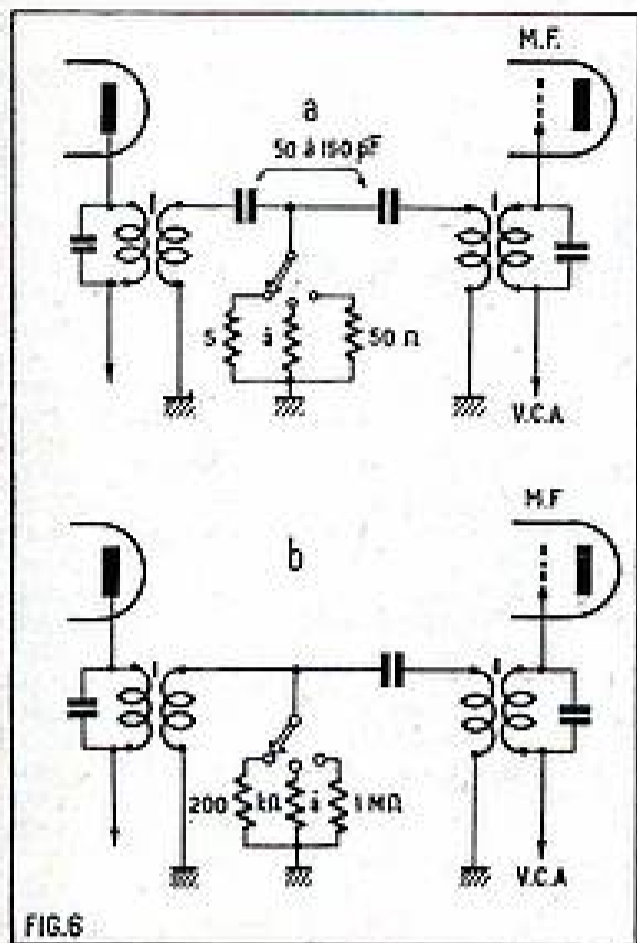 M.F.
a
50 à 150 pF
5 à 50 Ω
V.C.A
M.F
b
200 kΩ à 1 MΩ
V.C.A
FIG.6